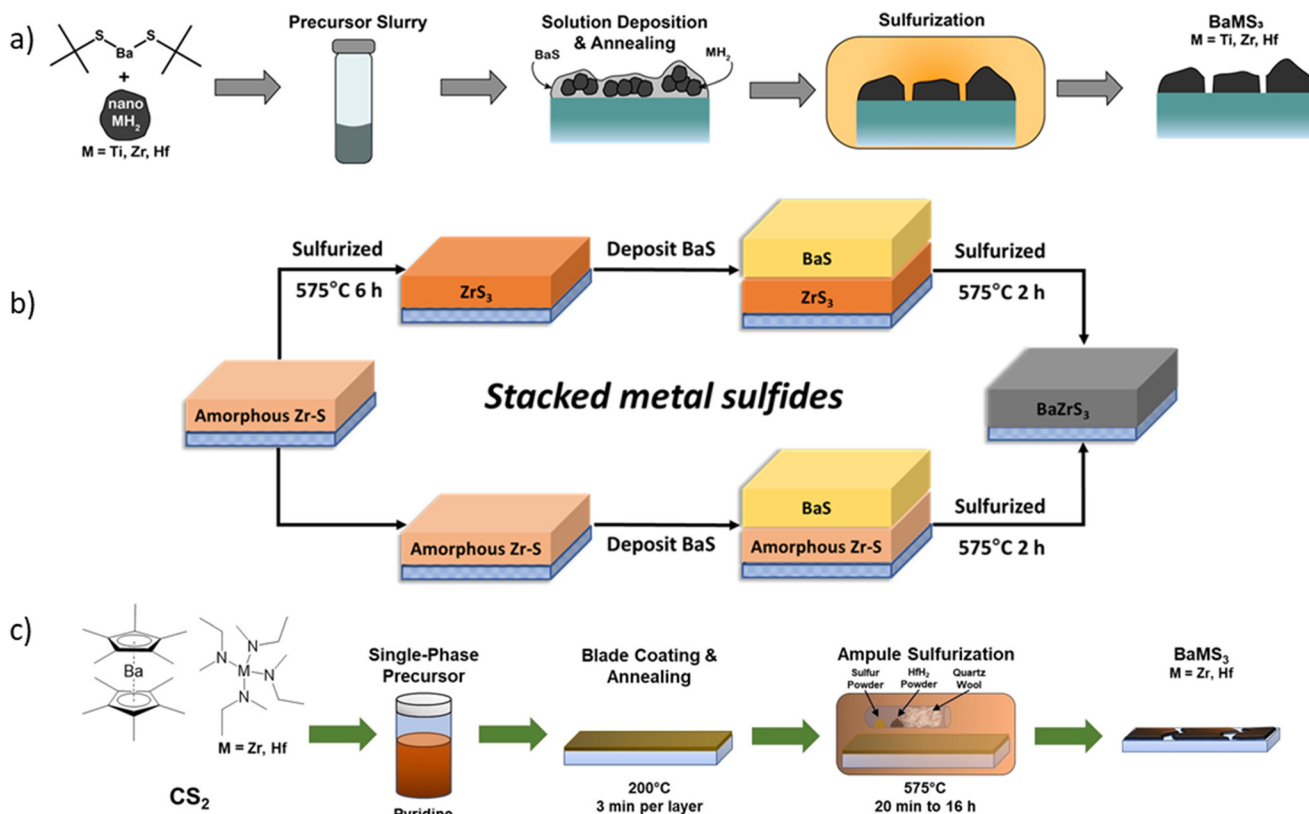 a)
S
S
Ba
+
nano
MH₂
M = Ti, Zr, Hf
Precursor Slurry
Solution Deposition
& Annealing
BaS
MH₂
Sulfurization
BaMS₃
M = Ti, Zr, Hf
b)
Sulfurized
575°C 6 h
ZrS₃
Deposit BaS
BaS
ZrS₃
Sulfurized
575°C 2 h
Amorphous Zr-S
Stacked metal sulfides
BaZrS₃
Amorphous Zr-S
Deposit BaS
BaS
Amorphous Zr-S
Sulfurized
575°C 2 h
c)
Ba
N
N
M
N
N
M = Zr, Hf
CS₂
Single-Phase
Precursor
Pyridine
Blade Coating &
Annealing
200°C
3 min per layer
Ampule Sulfurization
Sulfur
Powder
HfH₂
Powder
Quartz
Wool
575°C
20 min to 16 h
BaMS₃
M = Zr, Hf